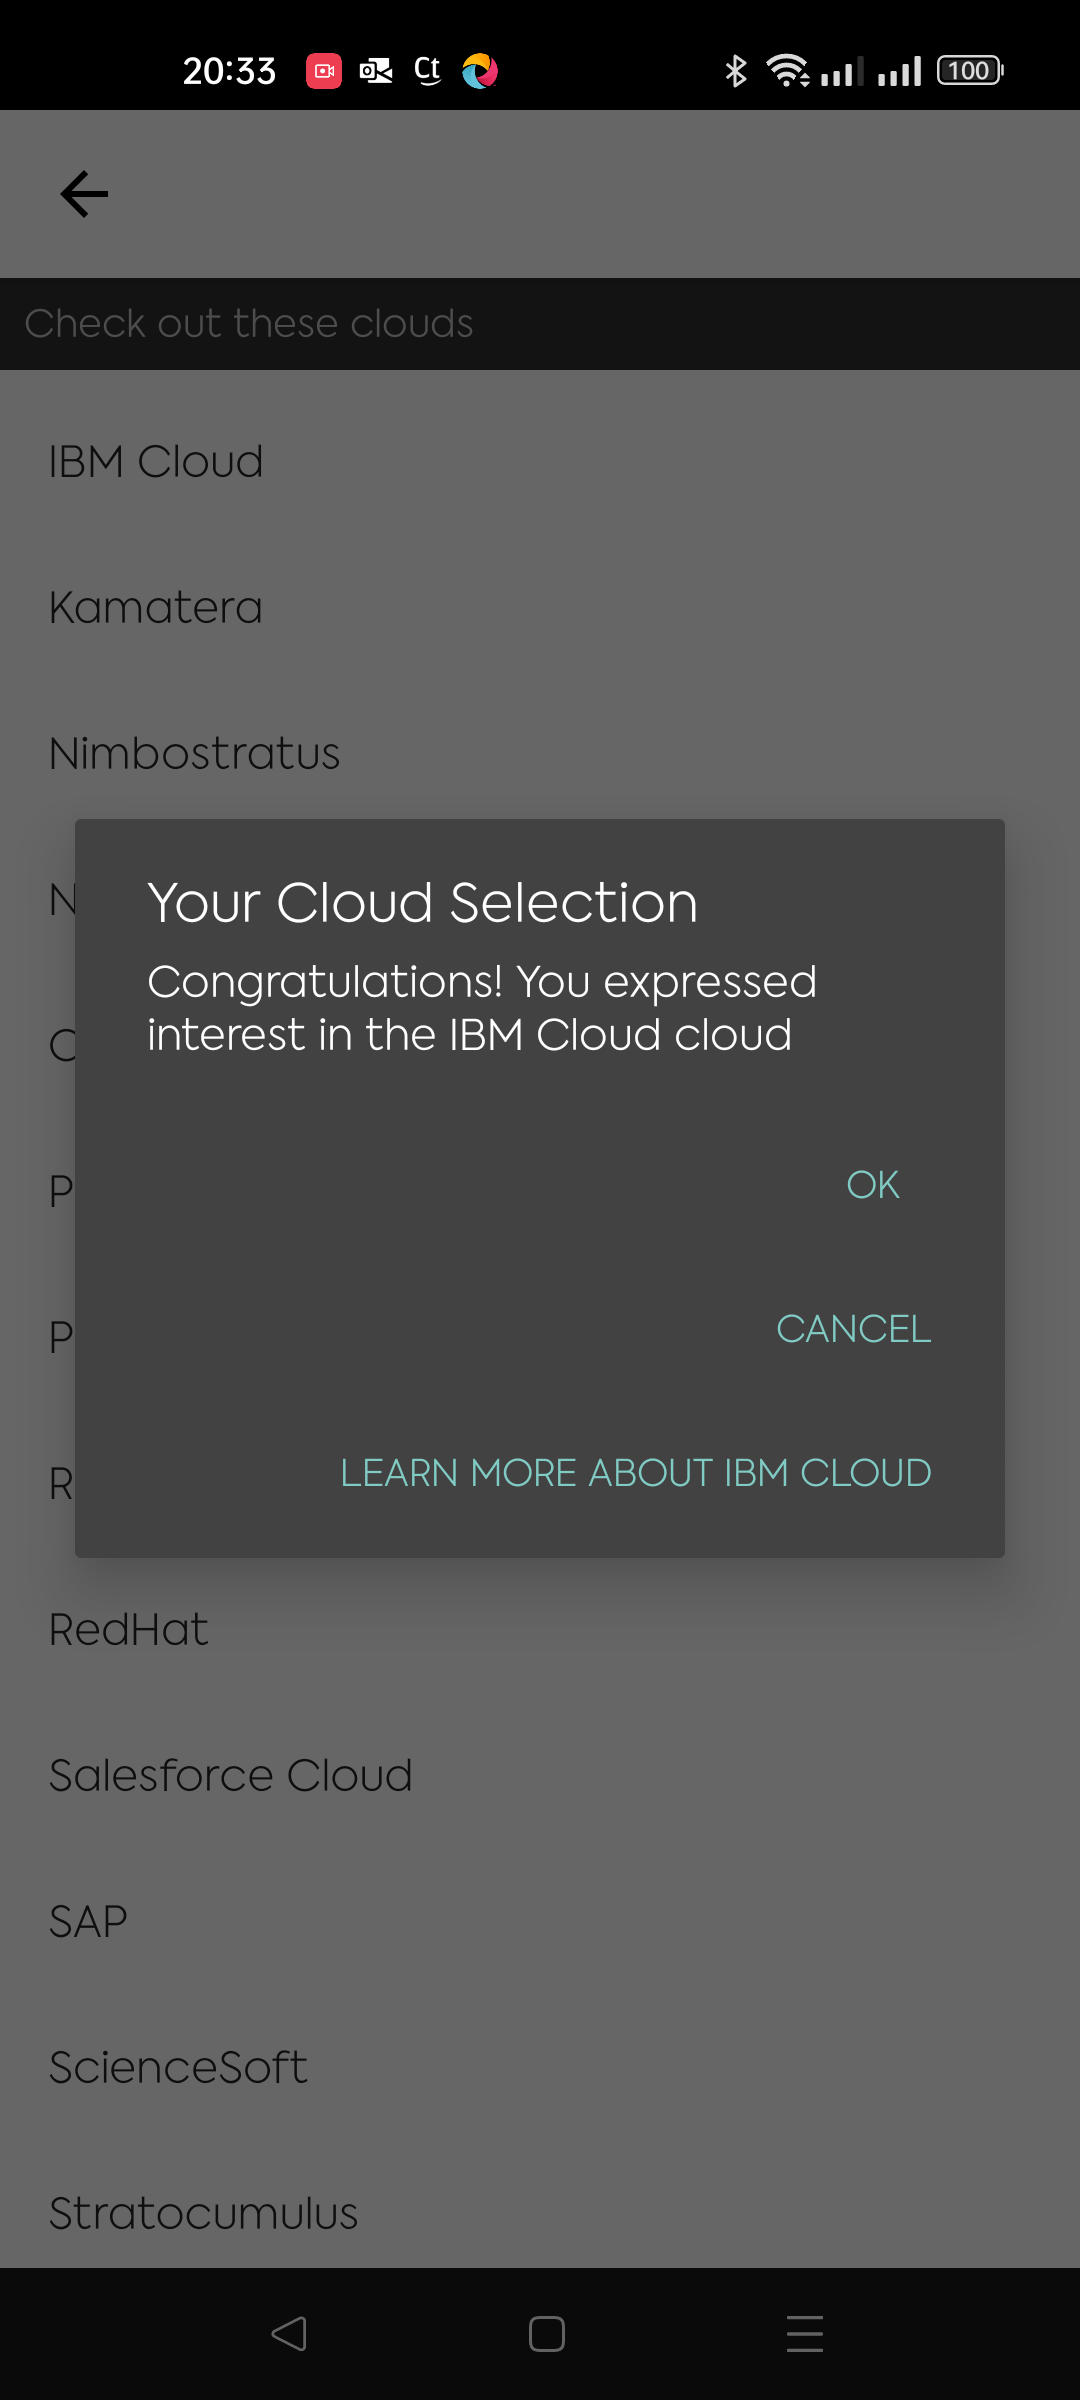 20:33
Ct
100
Check out these clouds
IBM Cloud
Kamatera
Nimbostratus
Your Cloud Selection
Congratulations! You expressed
interest in the IBM Cloud cloud
OK
CANCEL
LEARN MORE ABOUT IBM CLOUD
RedHat
Salesforce Cloud
SAP
ScienceSoft
Stratocumulus